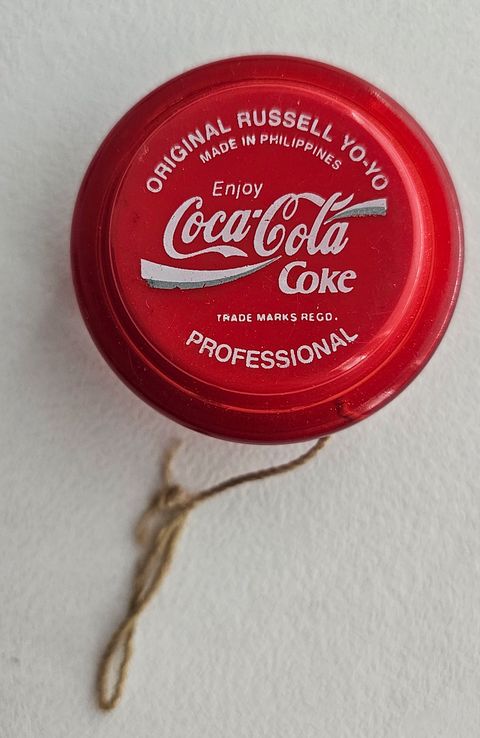 ORIGINAL RUSSELL YO-YO
MADE IN PHILIPPINES
Enjoy
Coca-Cola
Coke
TRADE MARKS REGD.
PROFESSIONAL